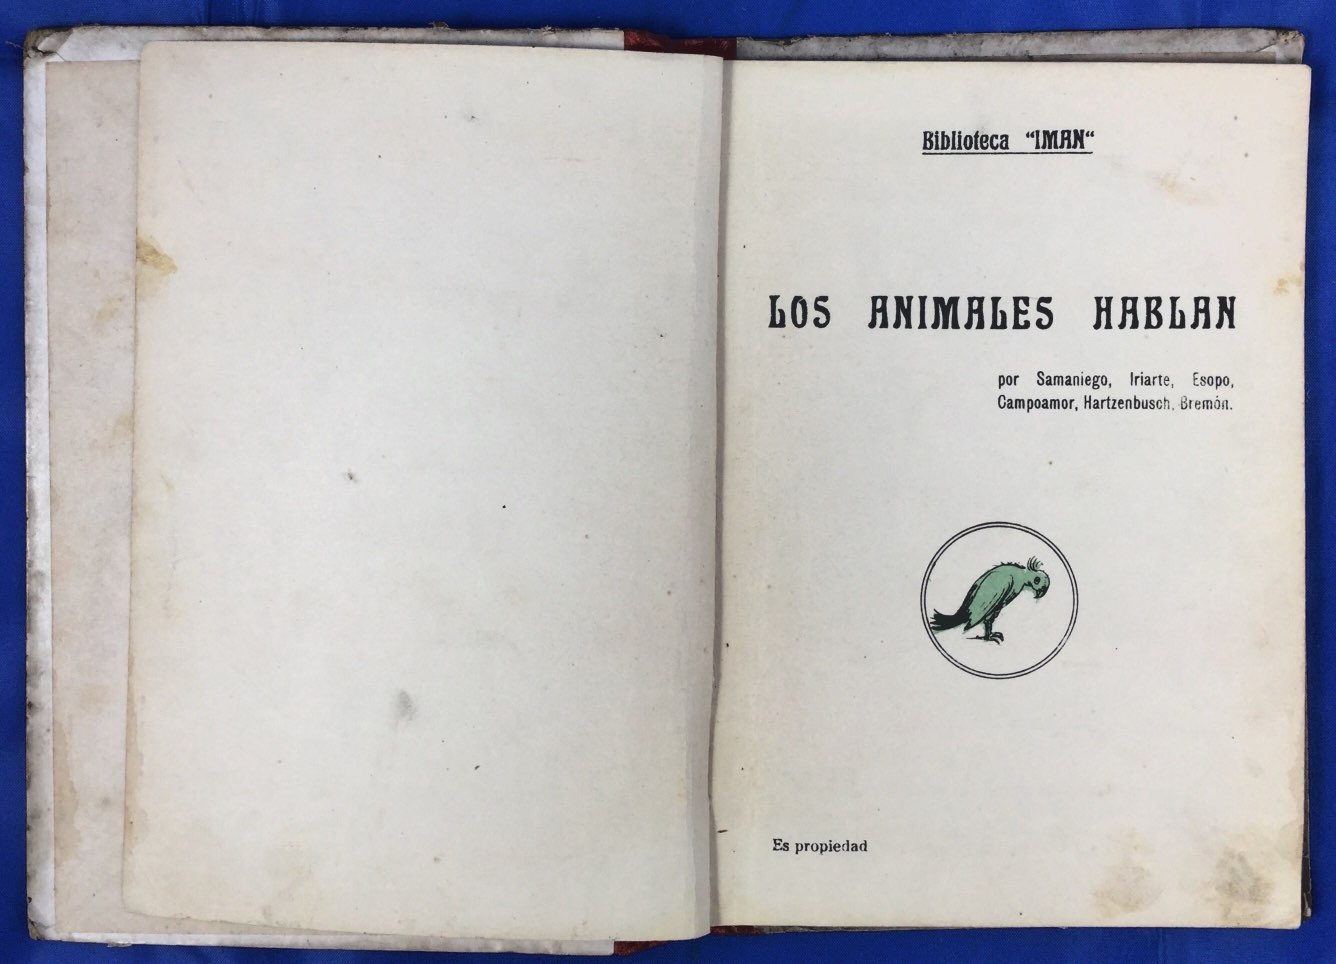 Biblioteca “IMAN“
LOS ANIMALES HABLAN
por Samaniego, Iriarte, Esopo,
Campoamor, Hartzenbusch, Bremón.
Es propiedad